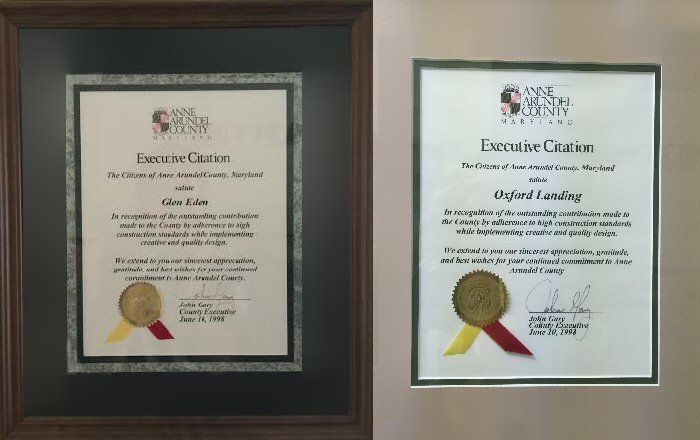 ANNE
ARUNDEL
COUNTY
MARYLAND
Executive Citation
The Citizens of Anne Arundel County, Maryland
salute
Glen Eden
In recognition of the outstanding contribution
made to the County by adherence to high
construction standards while implementing
creative and quality design.
We extend to you our sincerest appreciation,
gratitude, and best wishes for your continued
commitment to Anne Arundel County.
John Gary
County Executive
June 18, 1998
ANNE
ARUNDEL
COUNTY
MARYLAND
Executive Citation
The Citizens of Anne Arundel County, Maryland
salute
Oxford Landing
In recognition of the outstanding contribution made to
the County by adherence to high construction standards
while implementing creative and quality design.
We extend to you our sincerest appreciation, gratitude,
and best wishes for your continued commitment to Anne
Arundel County
John Gary
John Gary
County Executive
June 10, 1998